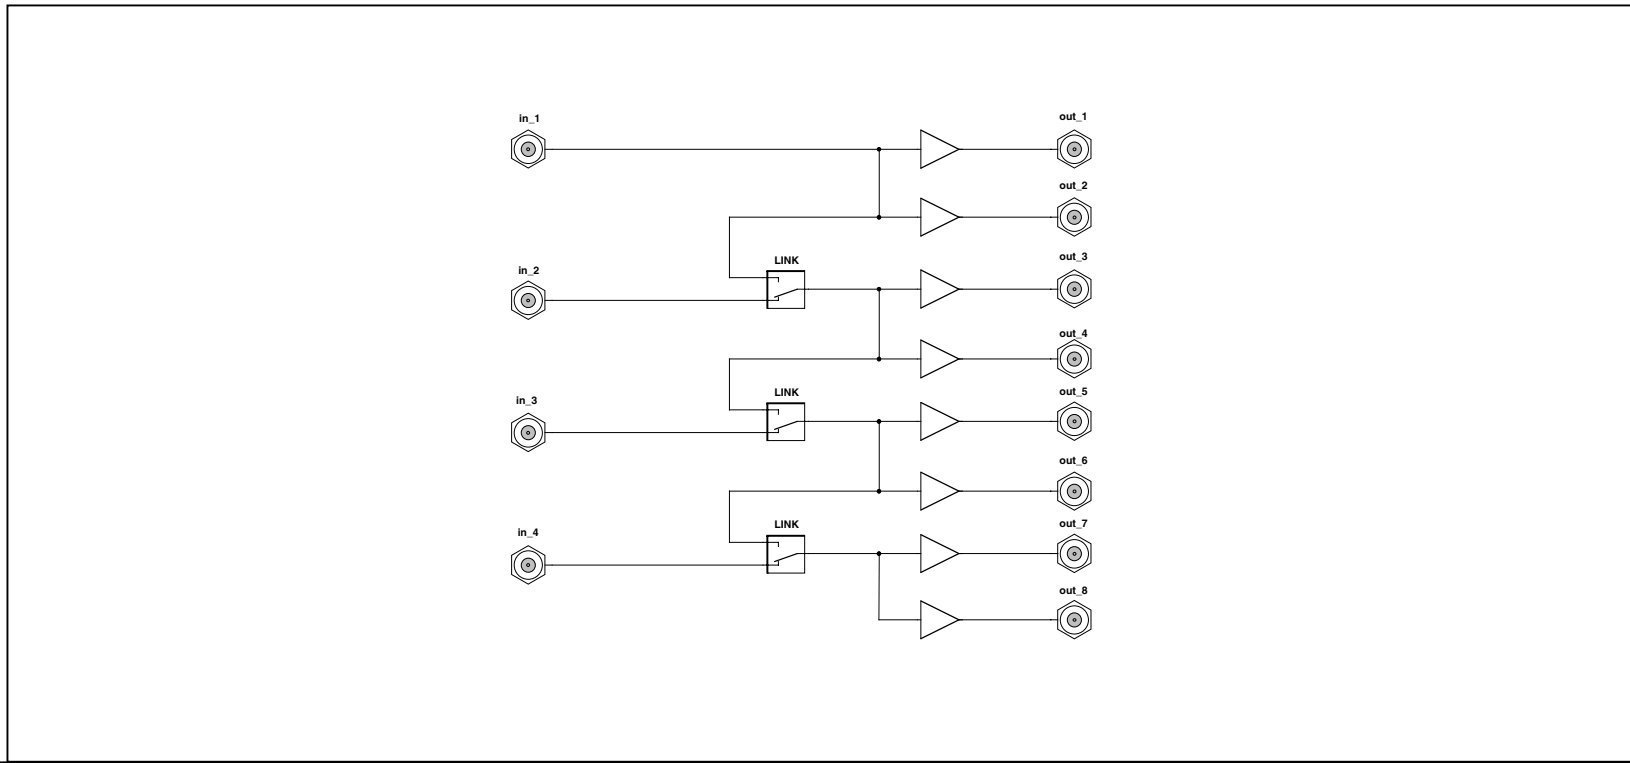 in_1
out_1
out_2
LINK
out_3
in_2
out_4
LINK
out_5
in_3
out_6
LINK
out_7
in_4
out_8